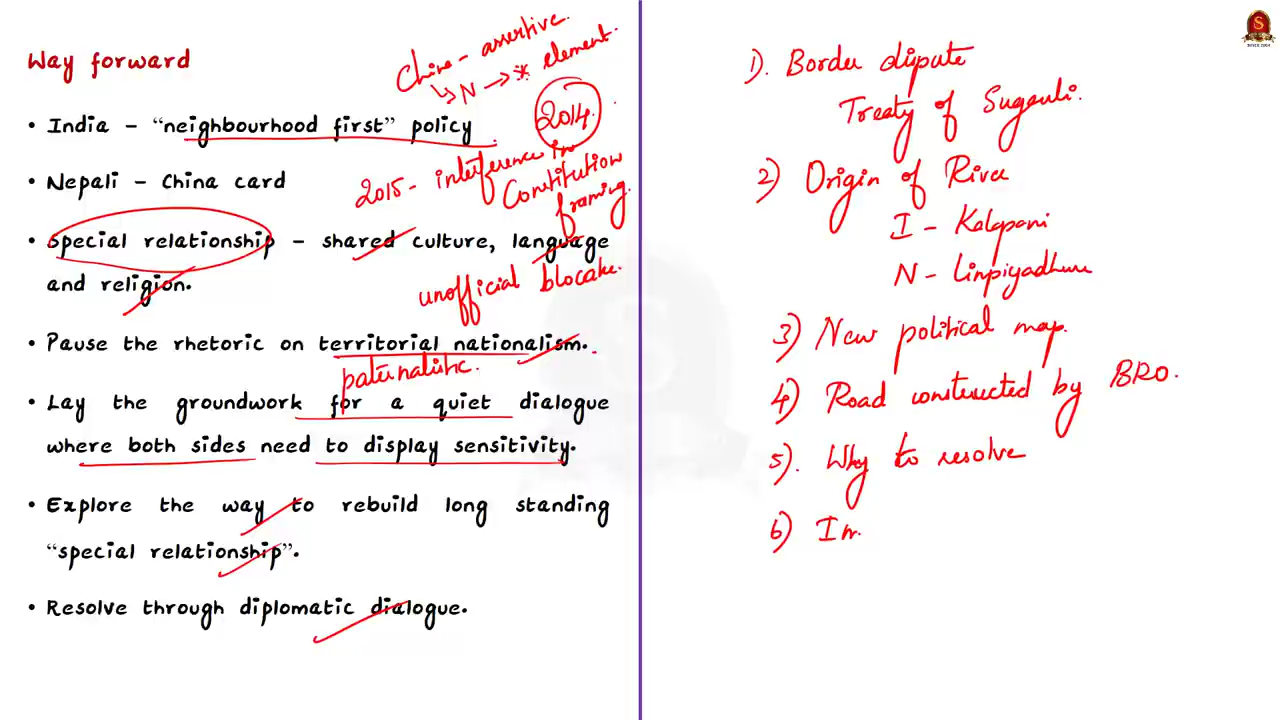 Way forward
China - assertive.
↳ N → * element.
• India - “neighbourhood first” policy
2014.
• Nepali - China card
2015 - interference in
Constitution
framing.
• Special relationship - shared culture, language
and religion.
unofficial blocake.
• Pause the rhetoric on territorial nationalism.
paternalistic.
• Lay the groundwork for a quiet dialogue
where both sides need to display sensitivity.
• Explore the way to rebuild long standing
“special relationship”.
• Resolve through diplomatic dialogue.
1). Border dispute
Treaty of Sugauli.
2) Origin of River
I - Kalapani
N - Linpiyadhura
3) New political map.
4) Road constructed by BRO.
5). Why to resolve
6) Im